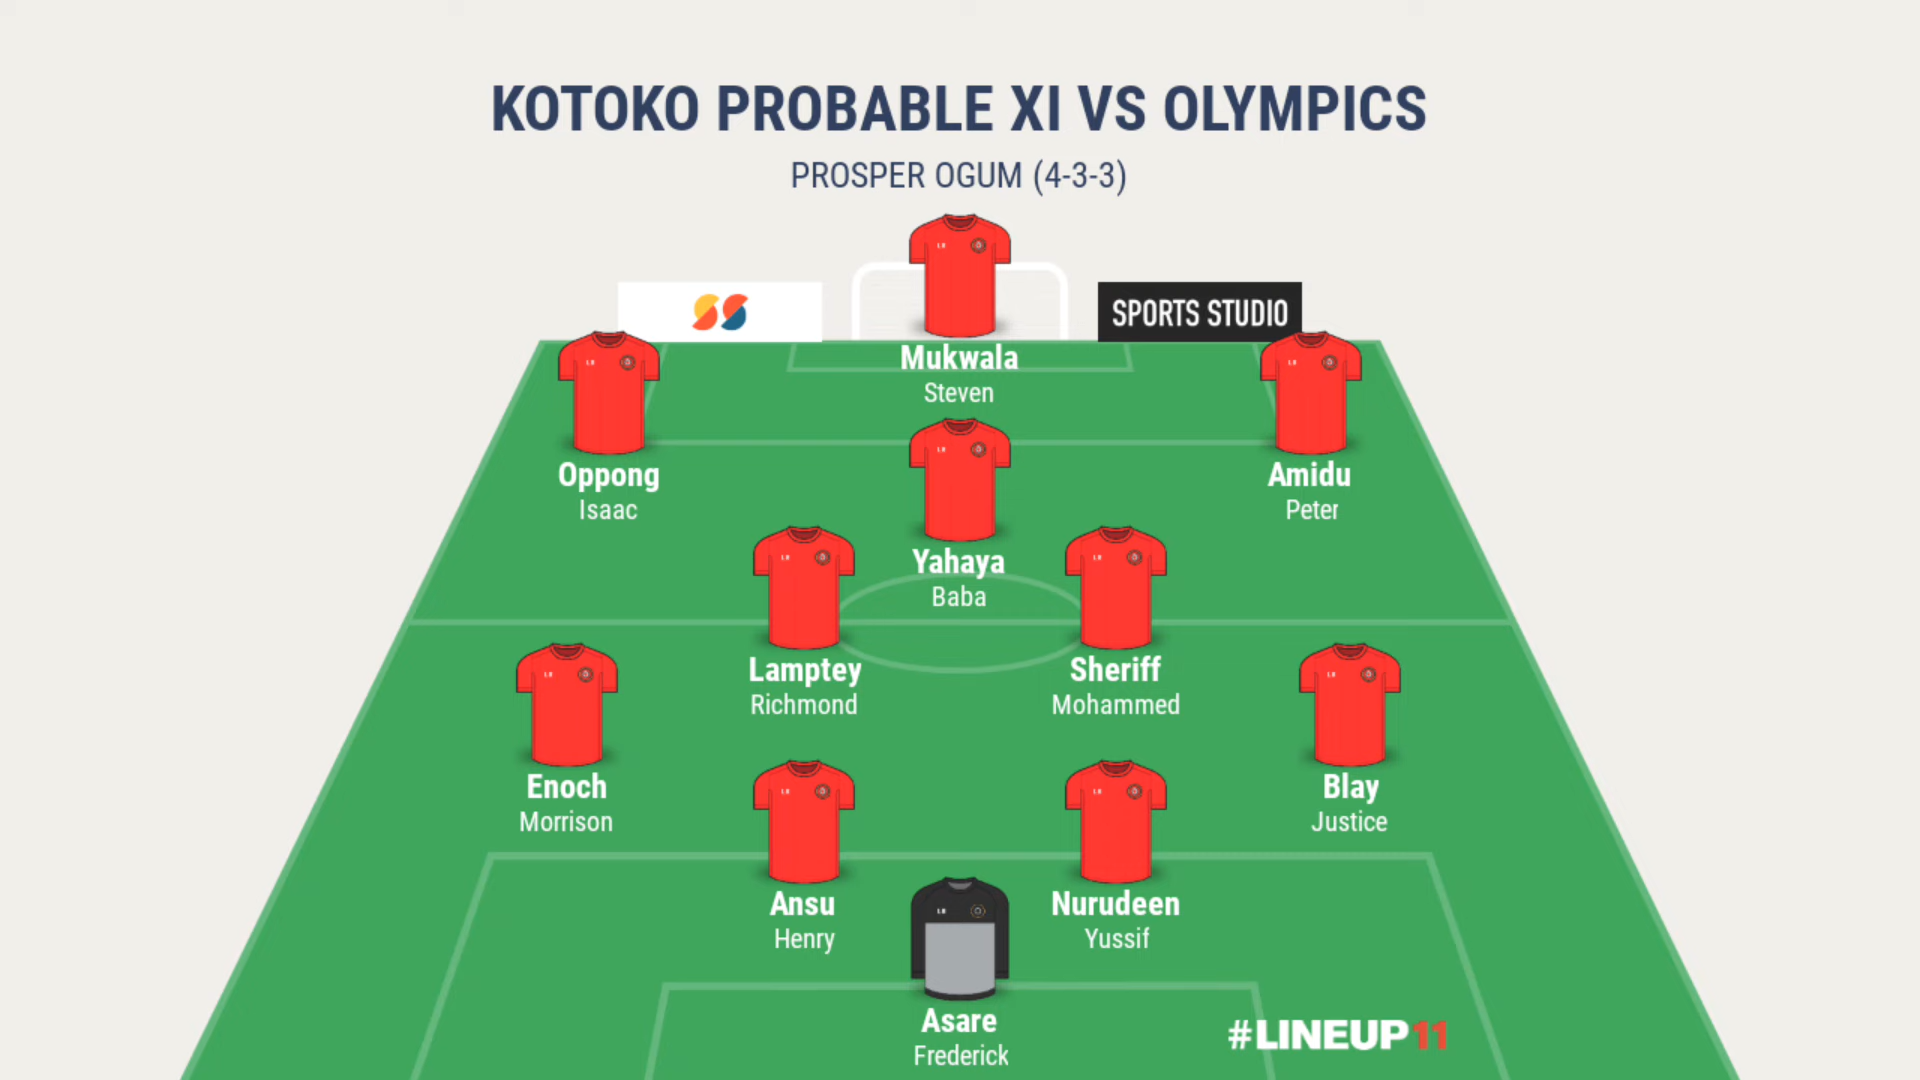 KOTOKO PROBABLE XI VS OLYMPICS
PROSPER OGUM (4-3-3)
SPORTS STUDIO
Mukwala
Steven
Oppong
Isaac
Amidu
Peter
Yahaya
Baba
Lamptey
Richmond
Sheriff
Mohammed
Enoch
Morrison
Blay
Justice
Ansu
Henry
Nurudeen
Yussif
Asare
Frederick
#LINEUP11